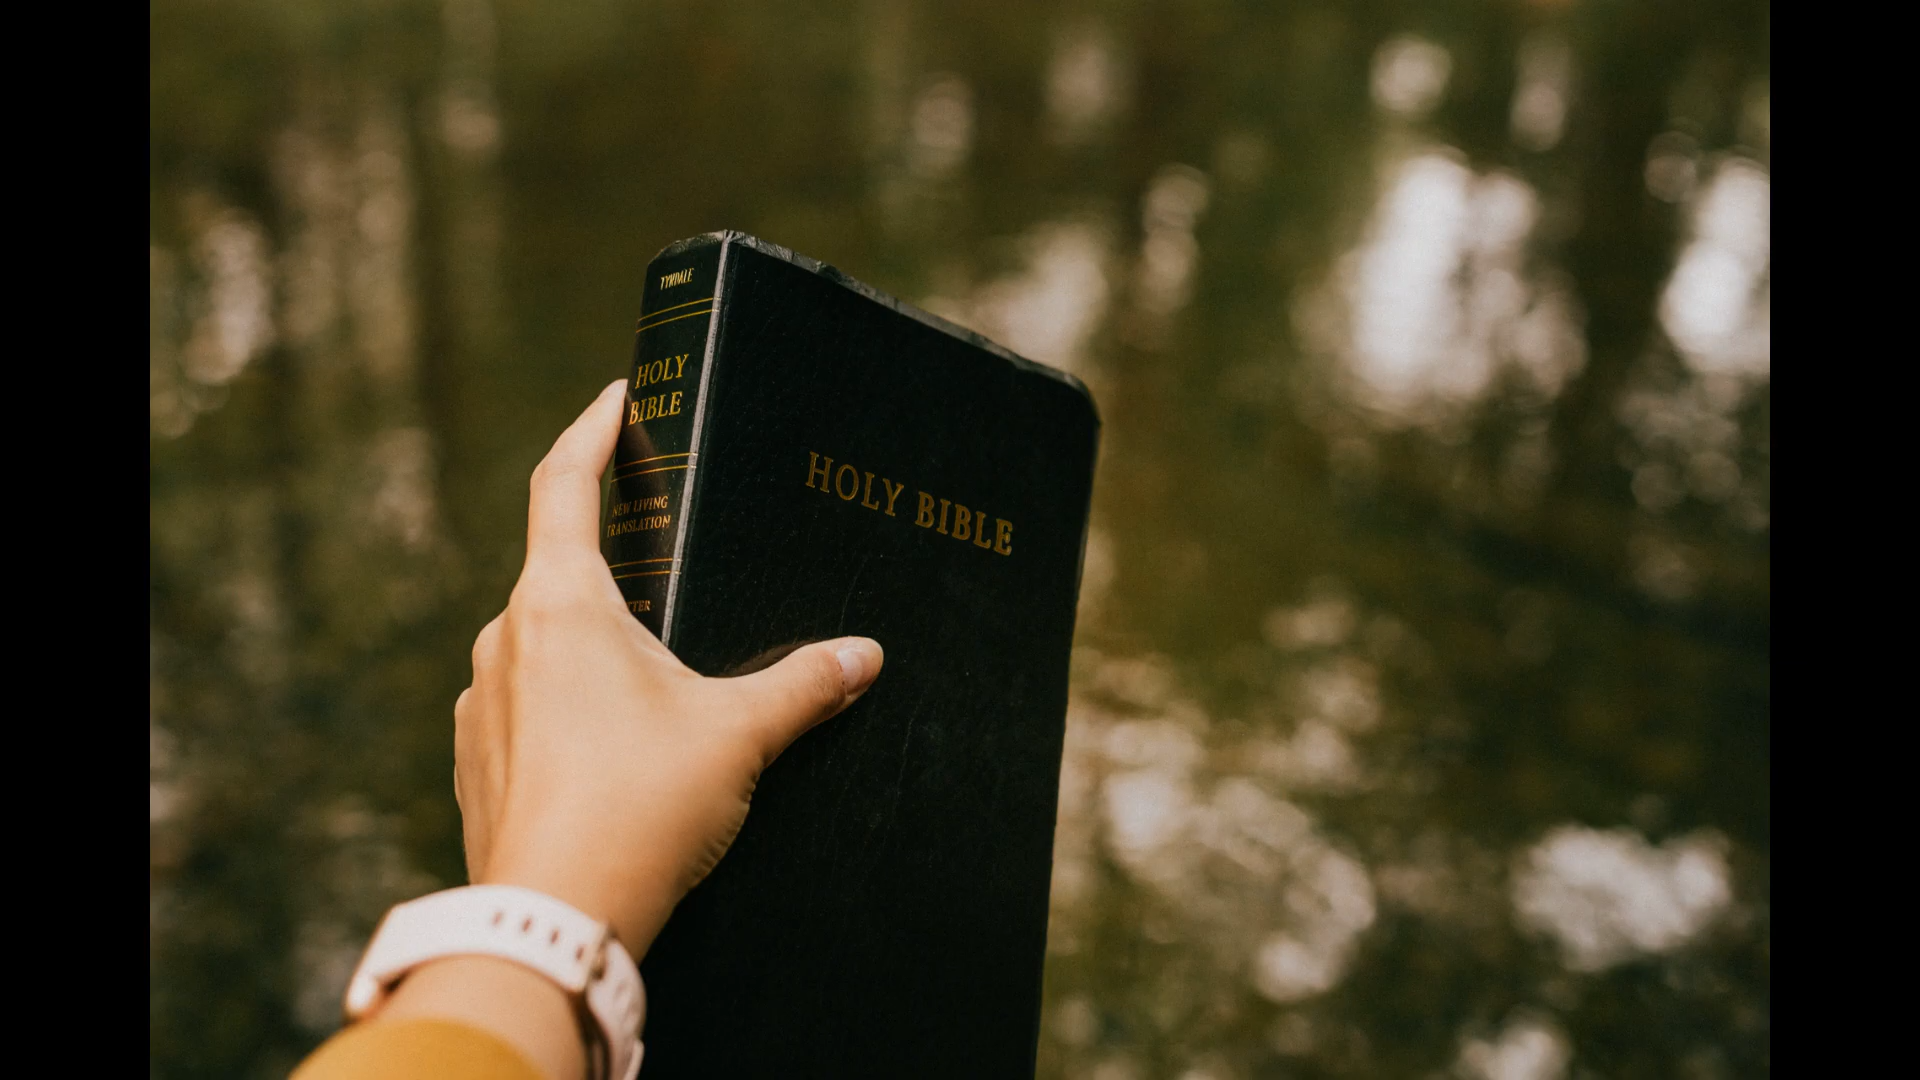 TYNDALE
HOLY
BIBLE
NEW LIVING
TRANSLATION
HOLY BIBLE